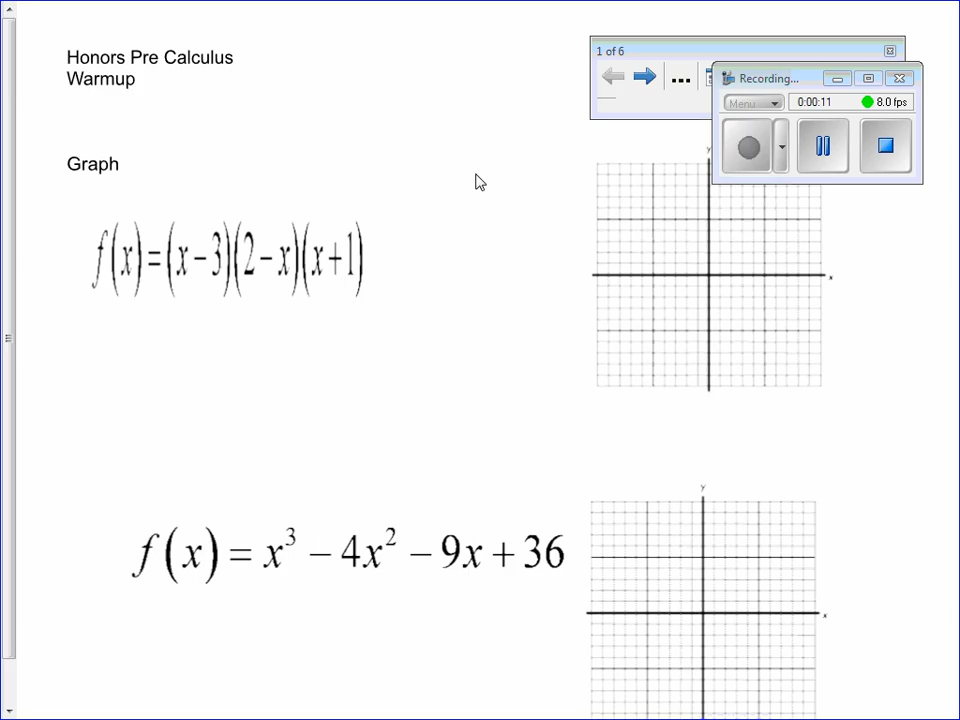 Honors Pre Calculus
Warmup
1 of 6
Recording...
Menu
0:00:11
8.0 fps
Graph
y
x
f(x)=(x−3)(2−x)(x+1)
y
f(x) = x³ − 4x² − 9x + 36
x